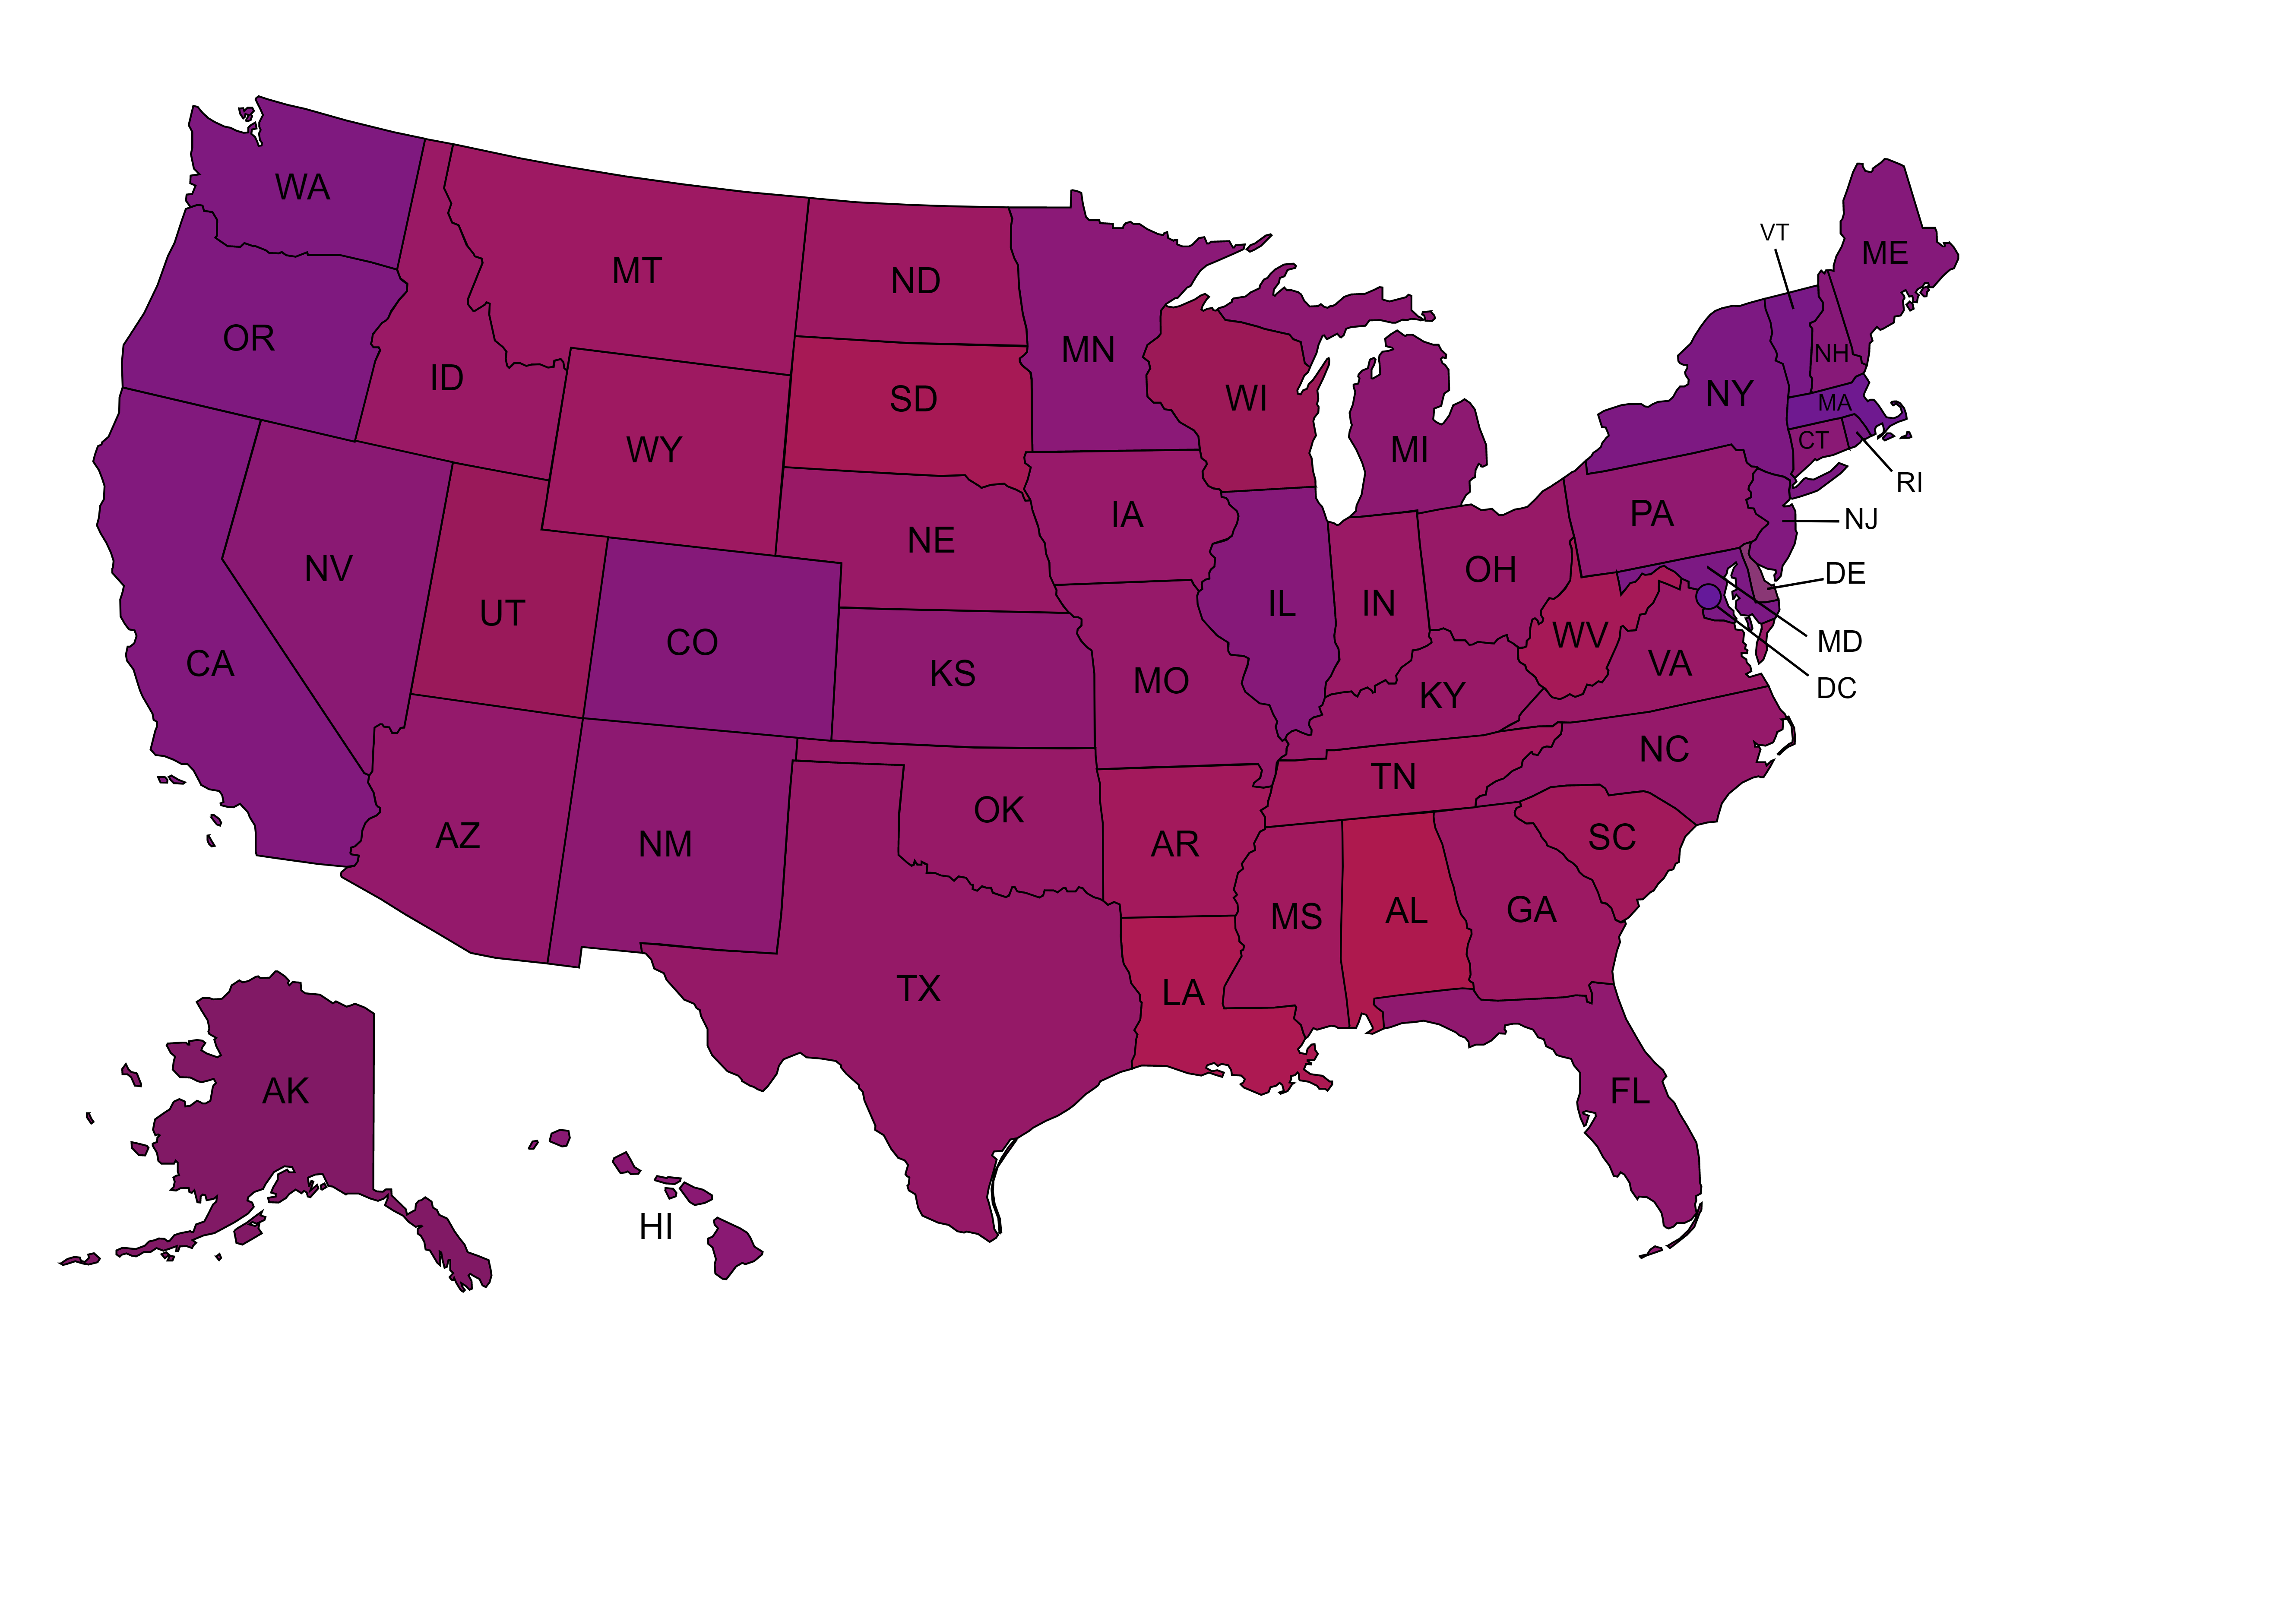 WA
VT
ME
MT
ND
OR
MN
NH
ID
SD
WI
NY
MA
WY
MI
CT
RI
IA
PA
NJ
NE
NV
OH
DE
UT
IL
IN
CO
WV
MD
CA
KS
MO
VA
DC
KY
NC
TN
OK
AZ
NM
AR
SC
MS
AL
GA
TX
LA
AK
FL
HI